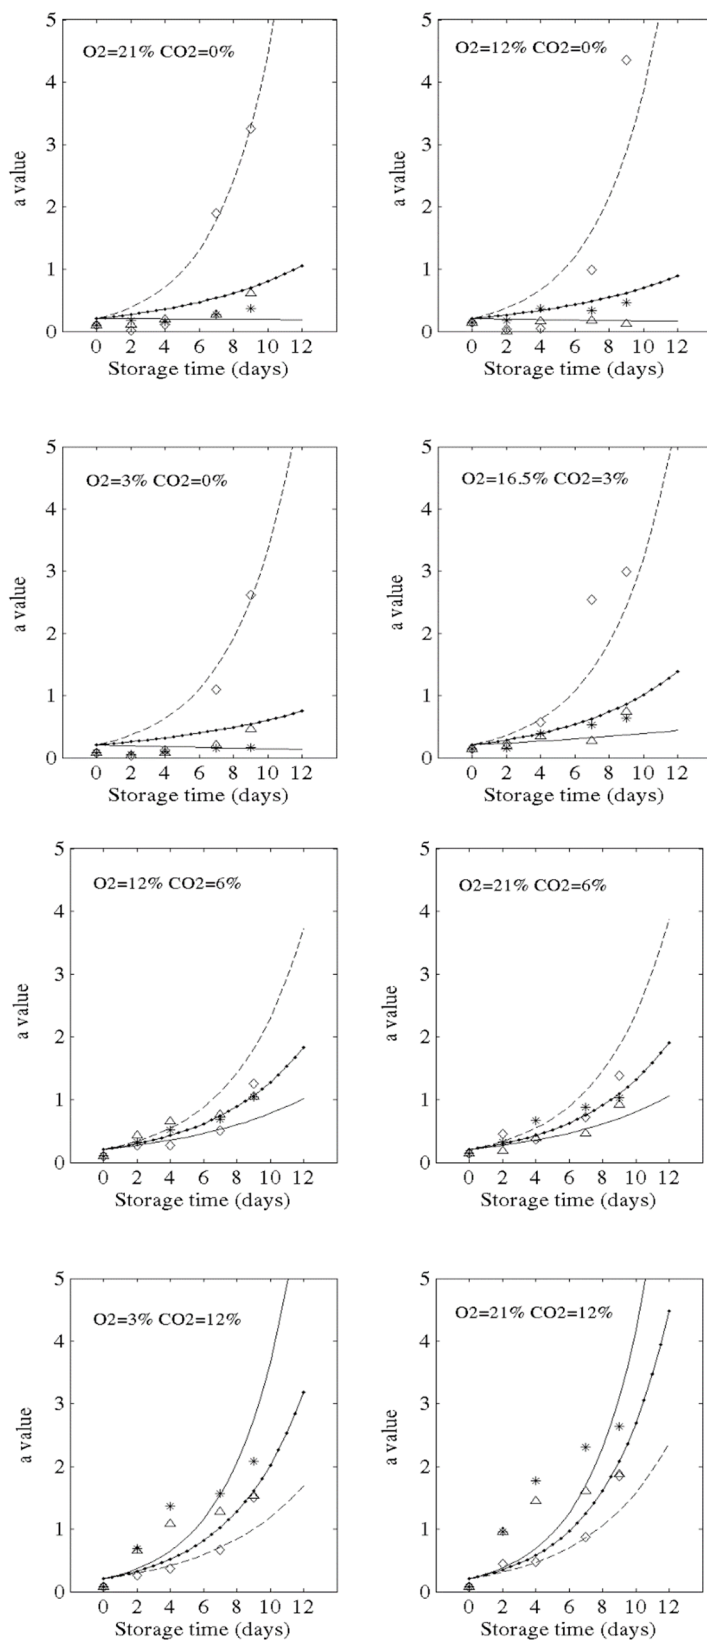 O2=21% CO2=0%
a value
5
4
3
2
1
0
0 2 4 6 8 10 12
Storage time (days)
O2=12% CO2=0%
a value
5
4
3
2
1
0
0 2 4 6 8 10 12
Storage time (days)
O2=3% CO2=0%
a value
5
4
3
2
1
0
0 2 4 6 8 10 12
Storage time (days)
O2=16.5% CO2=3%
a value
5
4
3
2
1
0
0 2 4 6 8 10 12
Storage time (days)
O2=12% CO2=6%
a value
5
4
3
2
1
0
0 2 4 6 8 10 12
Storage time (days)
O2=21% CO2=6%
a value
5
4
3
2
1
0
0 2 4 6 8 10 12
Storage time (days)
O2=3% CO2=12%
a value
5
4
3
2
1
0
0 2 4 6 8 10 12
Storage time (days)
O2=21% CO2=12%
a value
5
4
3
2
1
0
0 2 4 6 8 10 12
Storage time (days)